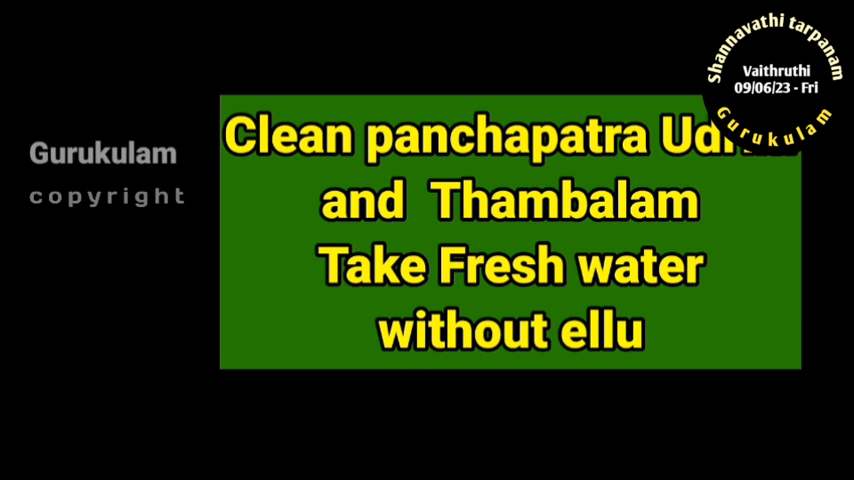 Shannavathi tarpanam
Vaithruthi
09/06/23 - Fri
Gurukulam
Clean panchapatra
and Thambalam
Take Fresh water
without ellu
Gurukulam
copyright